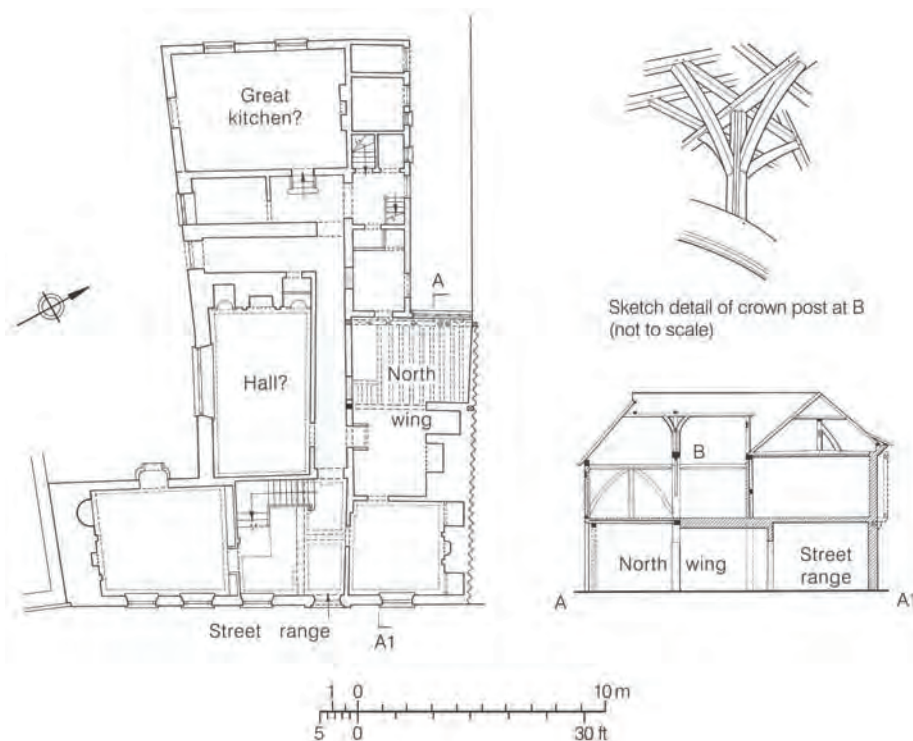 Great
kitchen?
Hall?
North
wing
A
Street range
A1
Sketch detail of crown post at B
(not to scale)
B
North wing
Street
range
A
A1
1 0 10 m
5 0 30 ft